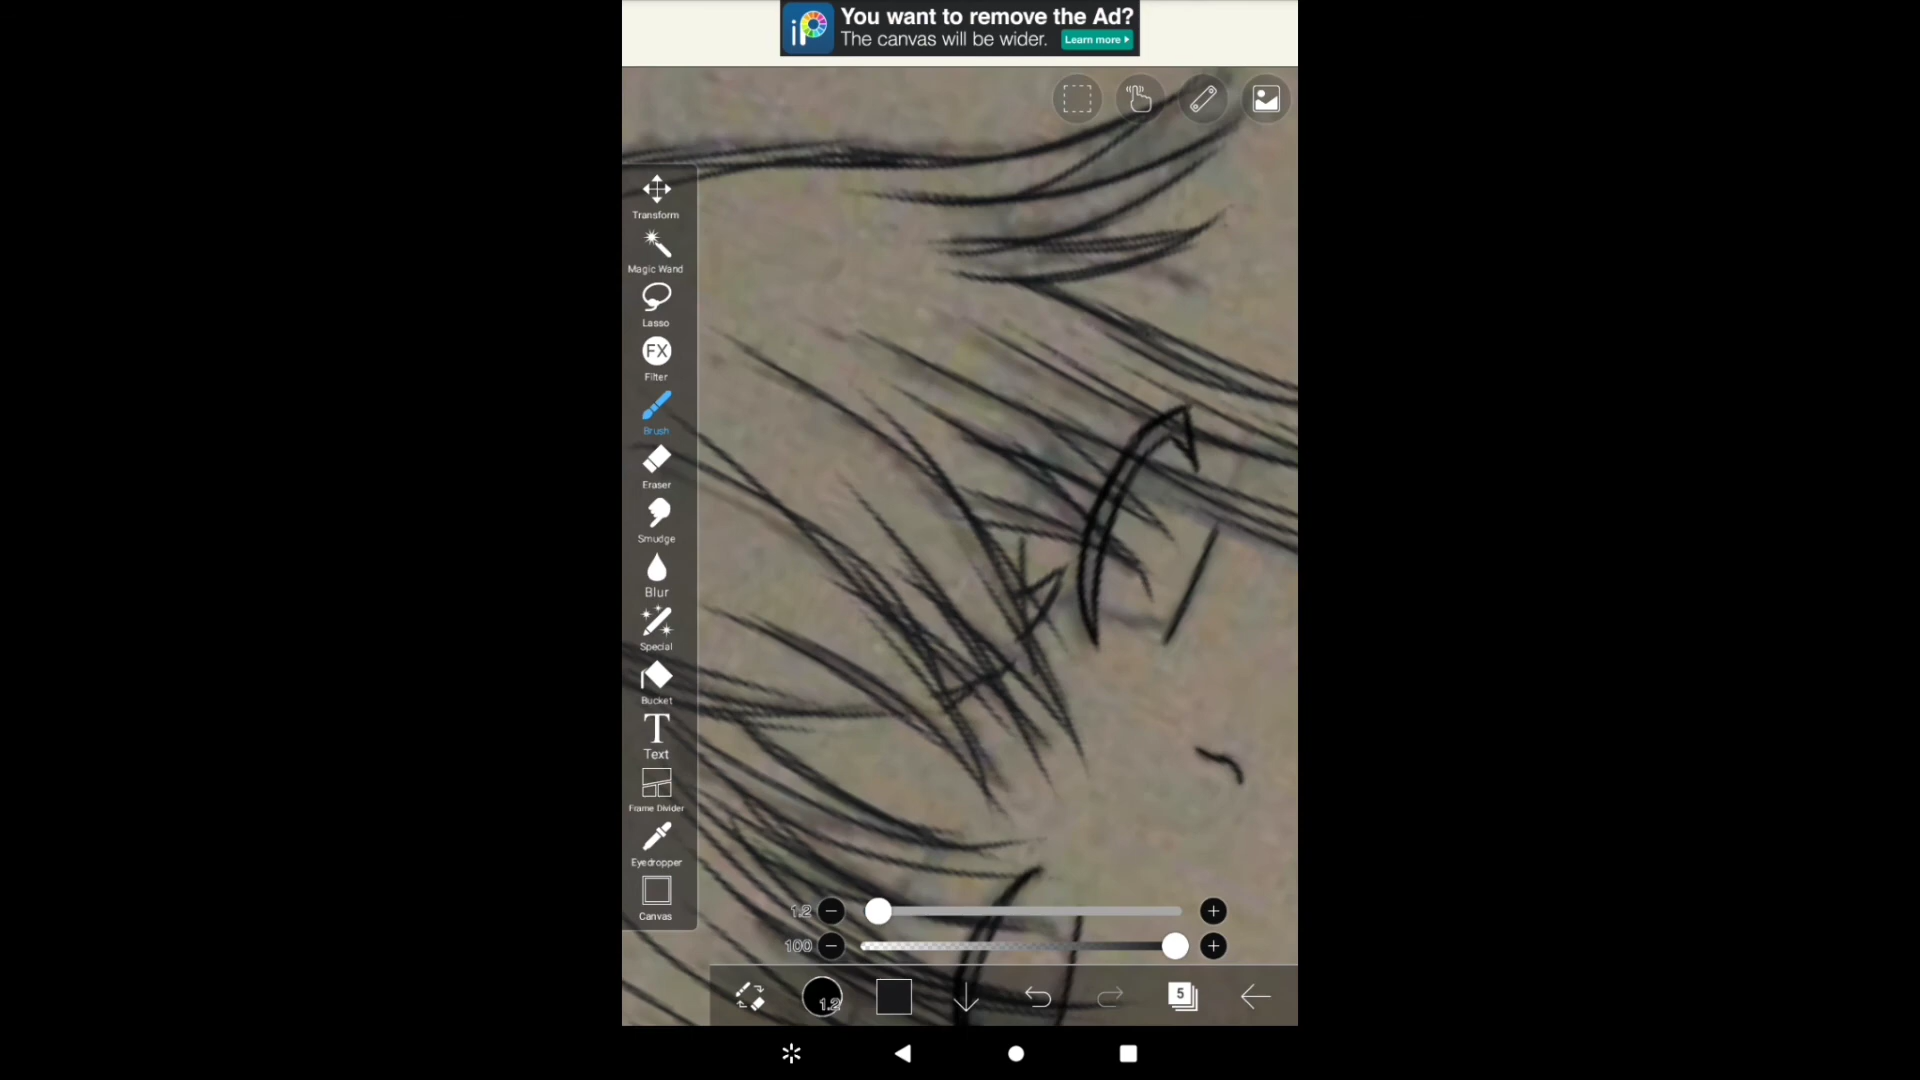 iP You want to remove the Ad?
The canvas will be wider. Learn more
Transform
Magic Wand
Lasso
FX
Filter
Brush
Eraser
Smudge
Blur
Special
Bucket
T
Text
Frame Divider
Eyedropper
Canvas
1.2
100
1.2
5